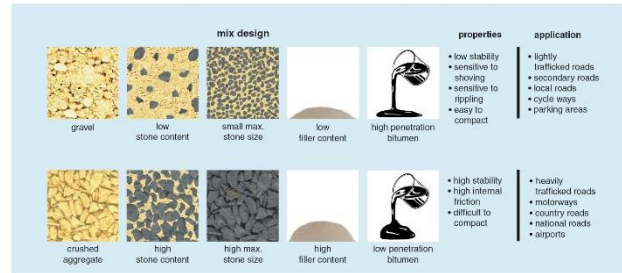 mix design
properties
application
gravel
low
stone content
small max.
stone size
low
filler content
high penetration
bitumen
• low stability
• sensitive to
shoving
• sensitive to
rippling
• easy to
compact
• lightly
trafficked roads
• secondary roads
• local roads
• cycle ways
• parking areas
crushed
aggregate
high
stone content
high max.
stone size
high
filler content
low penetration
bitumen
• high stability
• high internal
friction
• difficult to
compact
• heavily
trafficked roads
• motorways
• country roads
• national roads
• airports